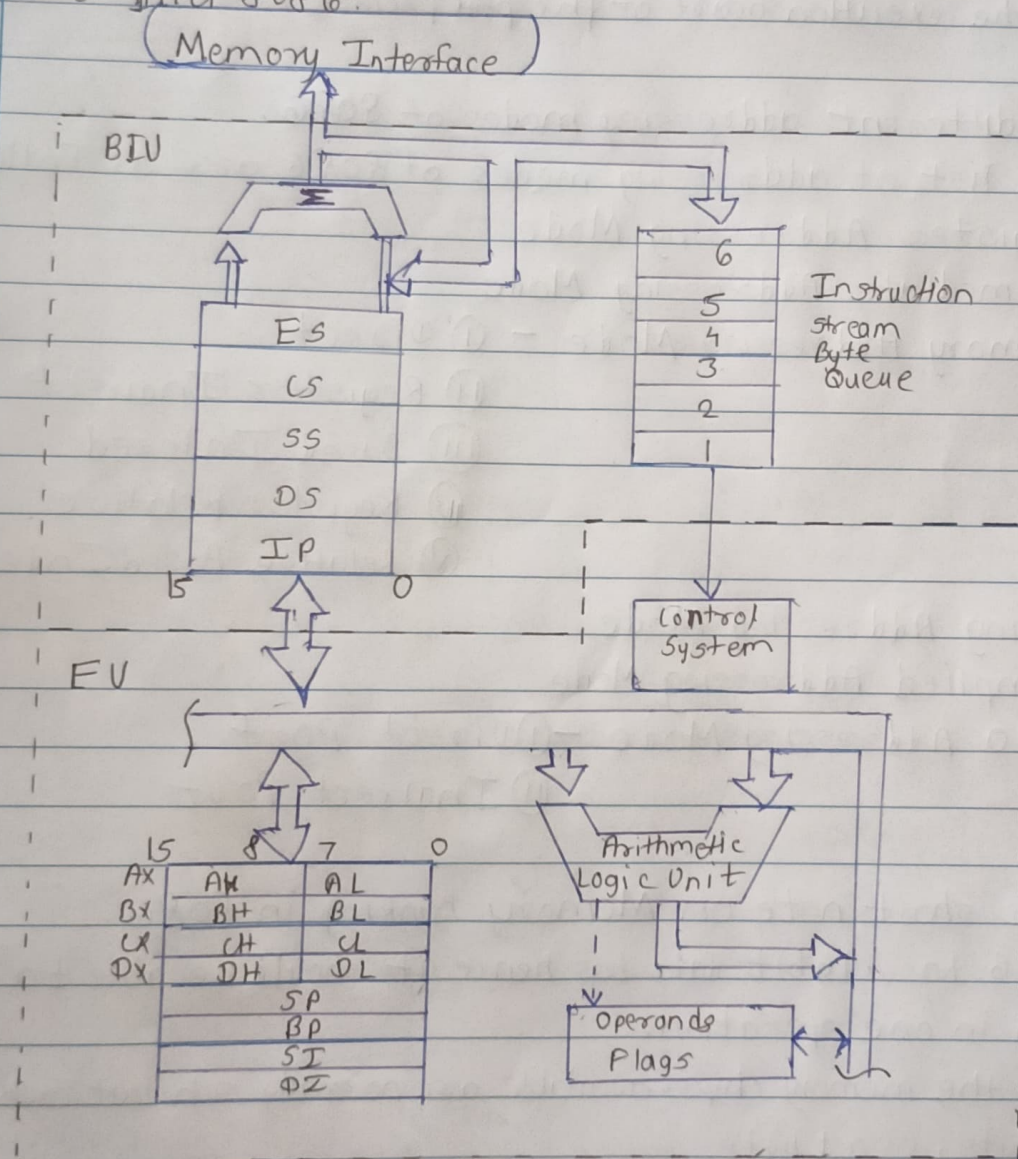 Memory Interface
BIU
Σ
6
5
4
3
2
1
Instruction
stream
Byte
Queue
ES
CS
SS
DS
IP
15 0
Control
System
EU
15 8 7 0
AX AH AL
BX BH BL
CX CH CL
DX DH DL
SP
BP
SI
DI
Arithmetic
Logic Unit
Operands
Flags